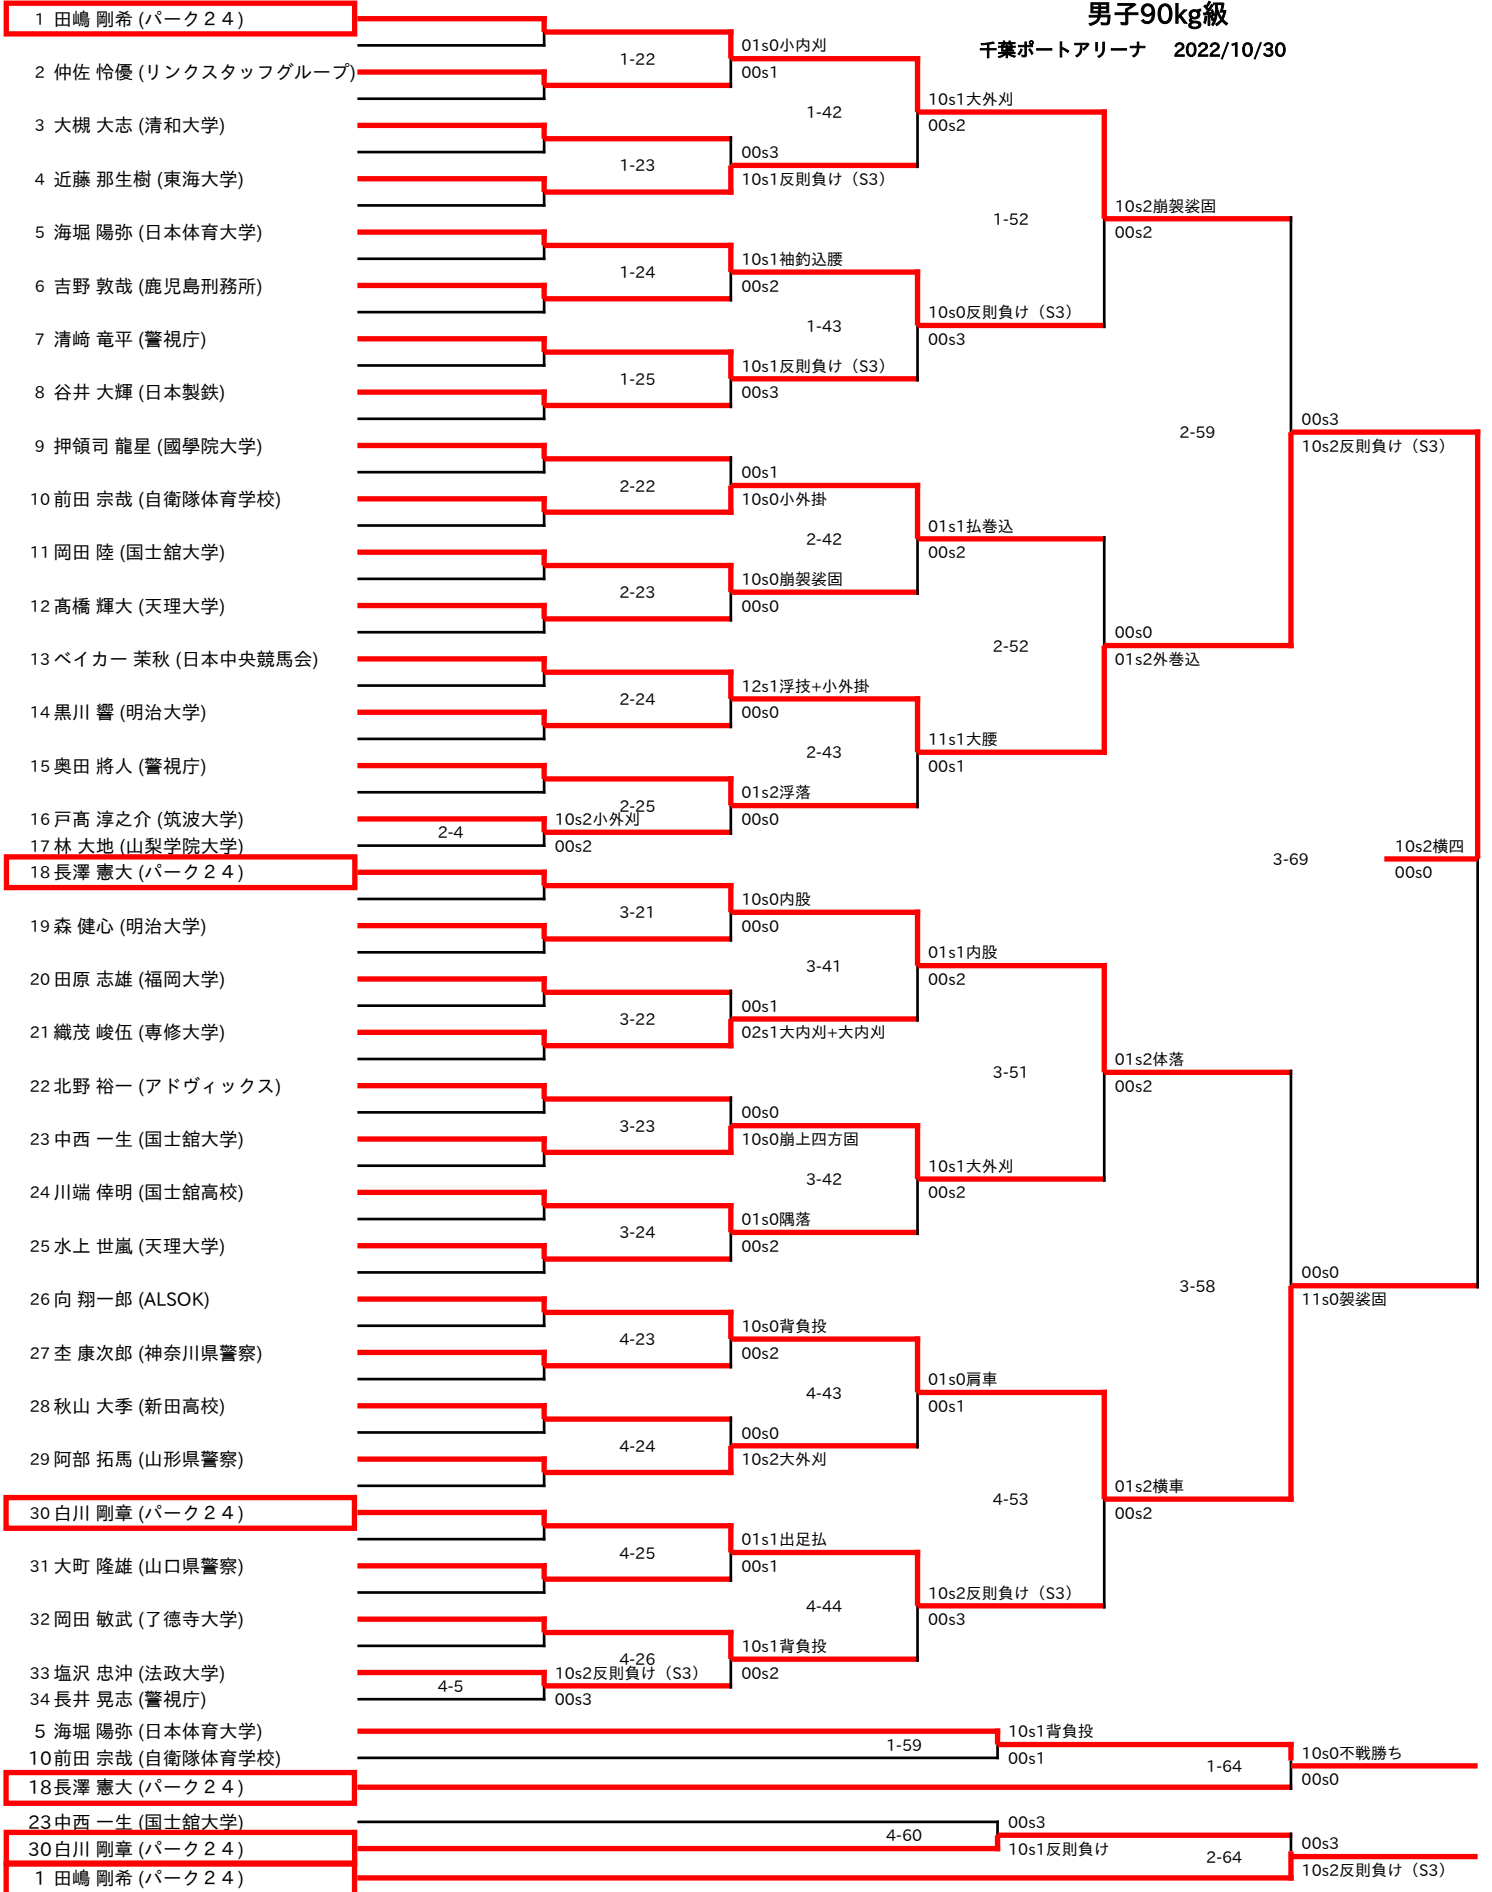 男子90kg級
千葉ポートアリーナ 2022/10/30
1 田嶋 剛希 (パーク２４)
2 仲佐 怜優 (リンクスタッフグループ)
3 大槻 大志 (清和大学)
4 近藤 那生樹 (東海大学)
5 海堀 陽弥 (日本体育大学)
6 吉野 敦哉 (鹿児島刑務所)
7 清﨑 竜平 (警視庁)
8 谷井 大輝 (日本製鉄)
9 押領司 龍星 (國學院大学)
10 前田 宗哉 (自衛隊体育学校)
11 岡田 陸 (国士舘大学)
12 髙橋 輝大 (天理大学)
13 ベイカー 茉秋 (日本中央競馬会)
14 黒川 響 (明治大学)
15 奥田 將人 (警視庁)
16 戸髙 淳之介 (筑波大学)
17 林 大地 (山梨学院大学)
18 長澤 憲大 (パーク２４)
19 森 健心 (明治大学)
20 田原 志雄 (福岡大学)
21 織茂 峻伍 (専修大学)
22 北野 裕一 (アドヴィックス)
23 中西 一生 (国士舘大学)
24 川端 倖明 (国士舘高校)
25 水上 世嵐 (天理大学)
26 向 翔一郎 (ALSOK)
27 杢 康次郎 (神奈川県警察)
28 秋山 大季 (新田高校)
29 阿部 拓馬 (山形県警察)
30 白川 剛章 (パーク２４)
31 大町 隆雄 (山口県警察)
32 岡田 敏武 (了德寺大学)
33 塩沢 忠沖 (法政大学)
34 長井 晃志 (警視庁)
2-4
10s2小外刈
00s2
4-5
10s2反則負け（S3）
00s3
1-22
01s0小内刈
00s1
1-23
00s3
10s1反則負け（S3）
1-24
10s1袖釣込腰
00s2
1-25
10s1反則負け（S3）
00s3
2-22
00s1
10s0小外掛
2-23
10s0崩袈裟固
00s0
2-24
12s1浮技+小外掛
00s0
2-25
01s2浮落
00s0
3-21
10s0内股
00s0
3-22
00s1
02s1大内刈+大内刈
3-23
00s0
10s0崩上四方固
3-24
01s0隅落
00s2
4-23
10s0背負投
00s2
4-24
00s0
10s2大外刈
4-25
01s1出足払
00s1
4-26
10s1背負投
00s2
1-42
10s1大外刈
00s2
1-43
10s0反則負け（S3）
00s3
2-42
01s1払巻込
00s2
2-43
11s1大腰
00s1
3-41
01s1内股
00s2
3-42
10s1大外刈
00s2
4-43
01s0肩車
00s1
4-44
10s2反則負け（S3）
00s3
1-52
10s2崩袈裟固
00s2
2-52
00s0
01s2外巻込
3-51
01s2体落
00s2
4-53
01s2横車
00s2
2-59
00s3
10s2反則負け（S3）
3-58
00s0
11s0袈裟固
3-69
10s2横四
00s0
5 海堀 陽弥 (日本体育大学)
10 前田 宗哉 (自衛隊体育学校)
18 長澤 憲大 (パーク２４)
1-59
10s1背負投
00s1
1-64
10s0不戦勝ち
00s0
23 中西 一生 (国士舘大学)
30 白川 剛章 (パーク２４)
1 田嶋 剛希 (パーク２４)
4-60
00s3
10s1反則負け
2-64
00s3
10s2反則負け（S3）